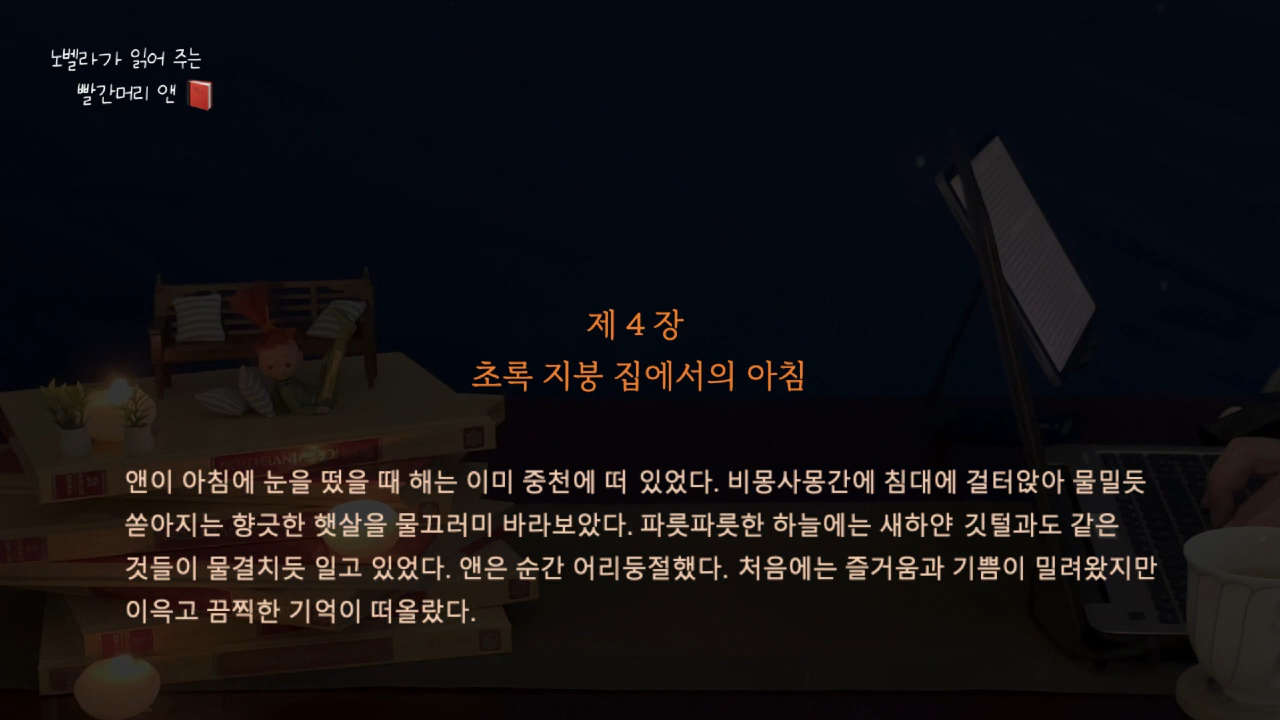 노벨라가 읽어 주는
빨간머리 앤
제 4 장
초록 지붕 집에서의 아침
앤이 아침에 눈을 떴을 때 해는 이미 중천에 떠 있었다. 비몽사몽간에 침대에 걸터앉아 물밀듯
쏟아지는 향긋한 햇살을 물끄러미 바라보았다. 파릇파릇한 하늘에는 새하얀 깃털과도 같은
것들이 물결치듯 일고 있었다. 앤은 순간 어리둥절했다. 처음에는 즐거움과 기쁨이 밀려왔지만
이윽고 끔찍한 기억이 떠올랐다.